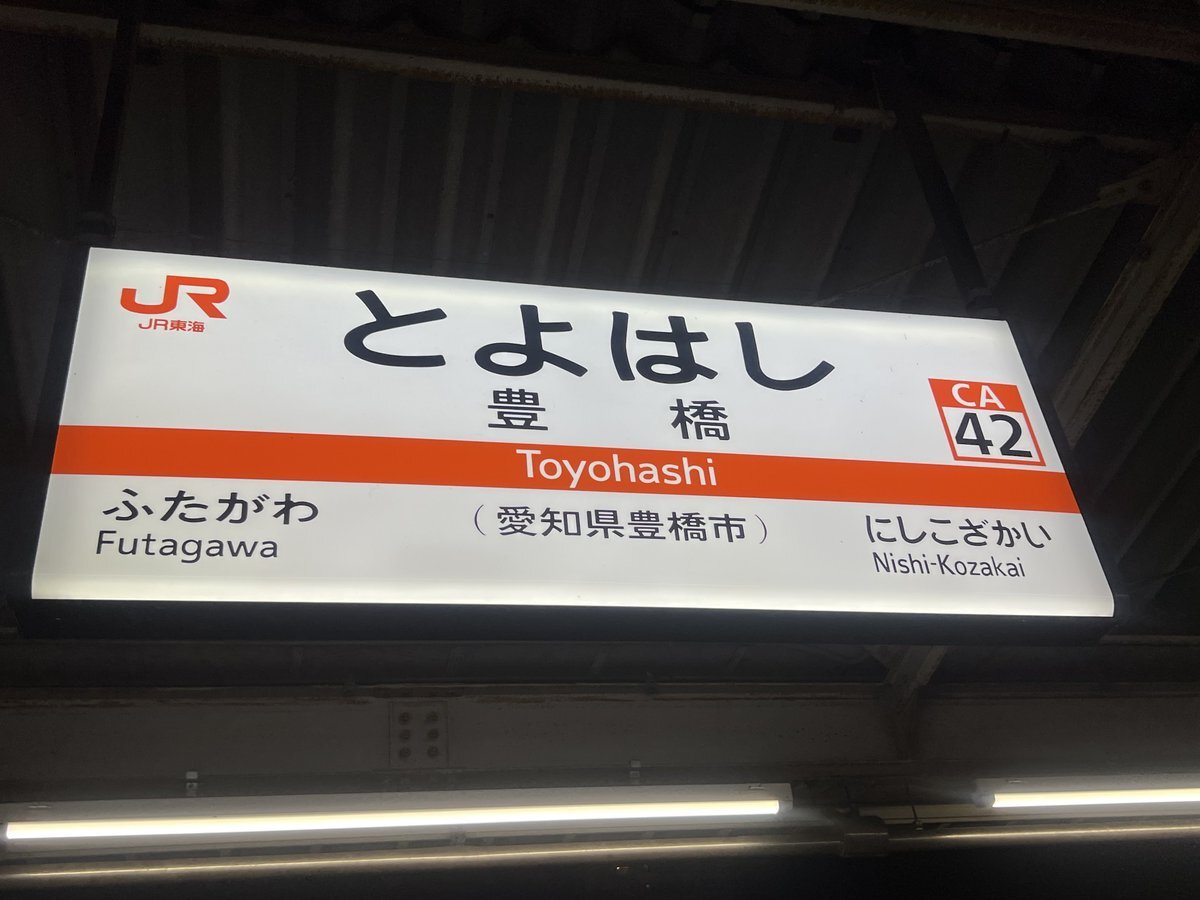 JR
JR東海
とよはし
豊橋
CA
42
Toyohashi
ふたがわ
Futagawa
(愛知県豊橋市)
にしこざかい
Nishi-Kozakai